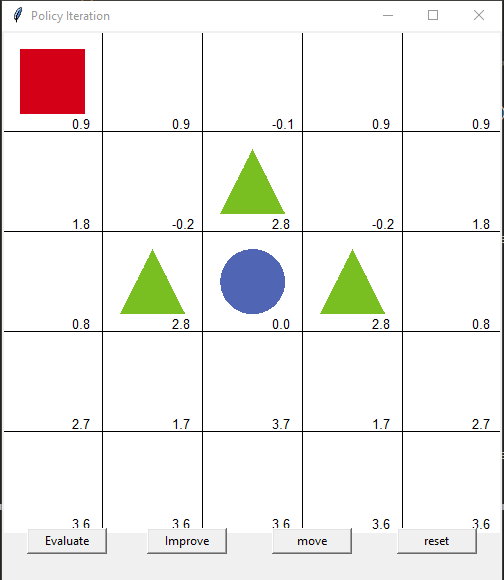 Policy Iteration
0.9 0.9 -0.1 0.9 0.9
1.8 -0.2 2.8 -0.2 1.8
0.8 2.8 0.0 2.8 0.8
2.7 1.7 3.7 1.7 2.7
3.6 3.6 3.6 3.6 3.6
Evaluate Improve move reset